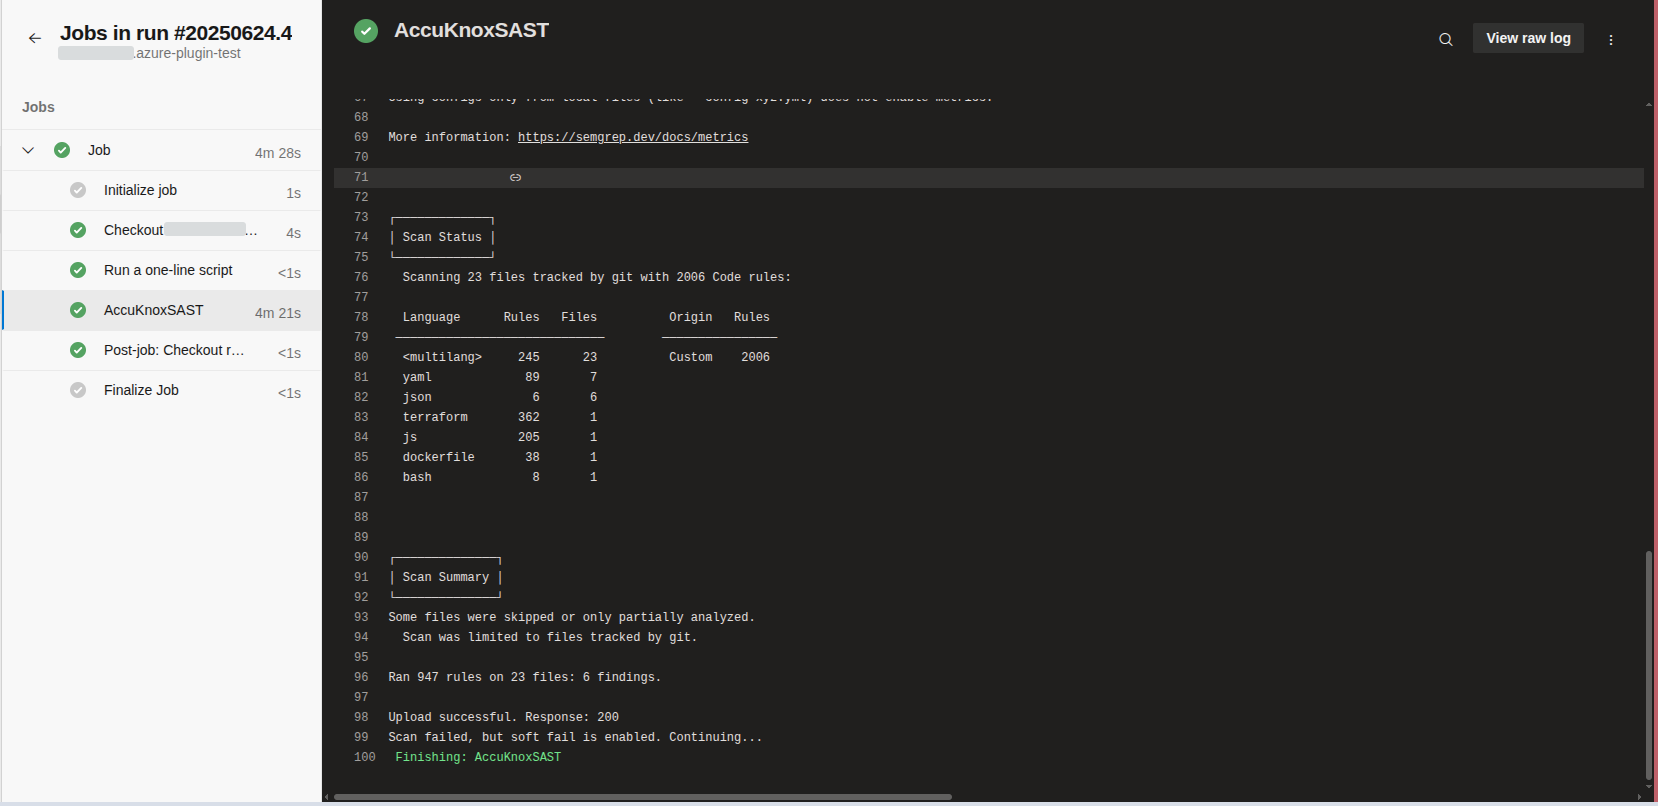 Jobs in run #20250624.4
.azure-plugin-test
Jobs
Job 4m 28s
Initialize job 1s
Checkout ... 4s
Run a one-line script <1s
AccuKnoxSAST 4m 21s
Post-job: Checkout r... <1s
Finalize Job <1s
AccuKnoxSAST
View raw log
68
69 More information: https://semgrep.dev/docs/metrics
70
71
72
73 ┌─────────────┐
74 │ Scan Status │
75 └─────────────┘
76 Scanning 23 files tracked by git with 2006 Code rules:
77
78 Language Rules Files Origin Rules
79 ───────────────────────────── ────────────────
80 <multilang> 245 23 Custom 2006
81 yaml 89 7
82 json 6 6
83 terraform 362 1
84 js 205 1
85 dockerfile 38 1
86 bash 8 1
87
88
89
90 ┌──────────────┐
91 │ Scan Summary │
92 └──────────────┘
93 Some files were skipped or only partially analyzed.
94 Scan was limited to files tracked by git.
95
96 Ran 947 rules on 23 files: 6 findings.
97
98 Upload successful. Response: 200
99 Scan failed, but soft fail is enabled. Continuing...
100 Finishing: AccuKnoxSAST